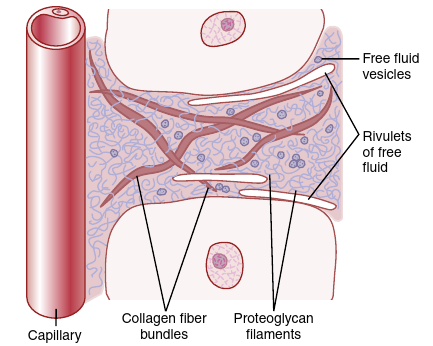 Free fluid
vesicles
Rivulets
of free
fluid
Capillary
Collagen fiber
bundles
Proteoglycan
filaments